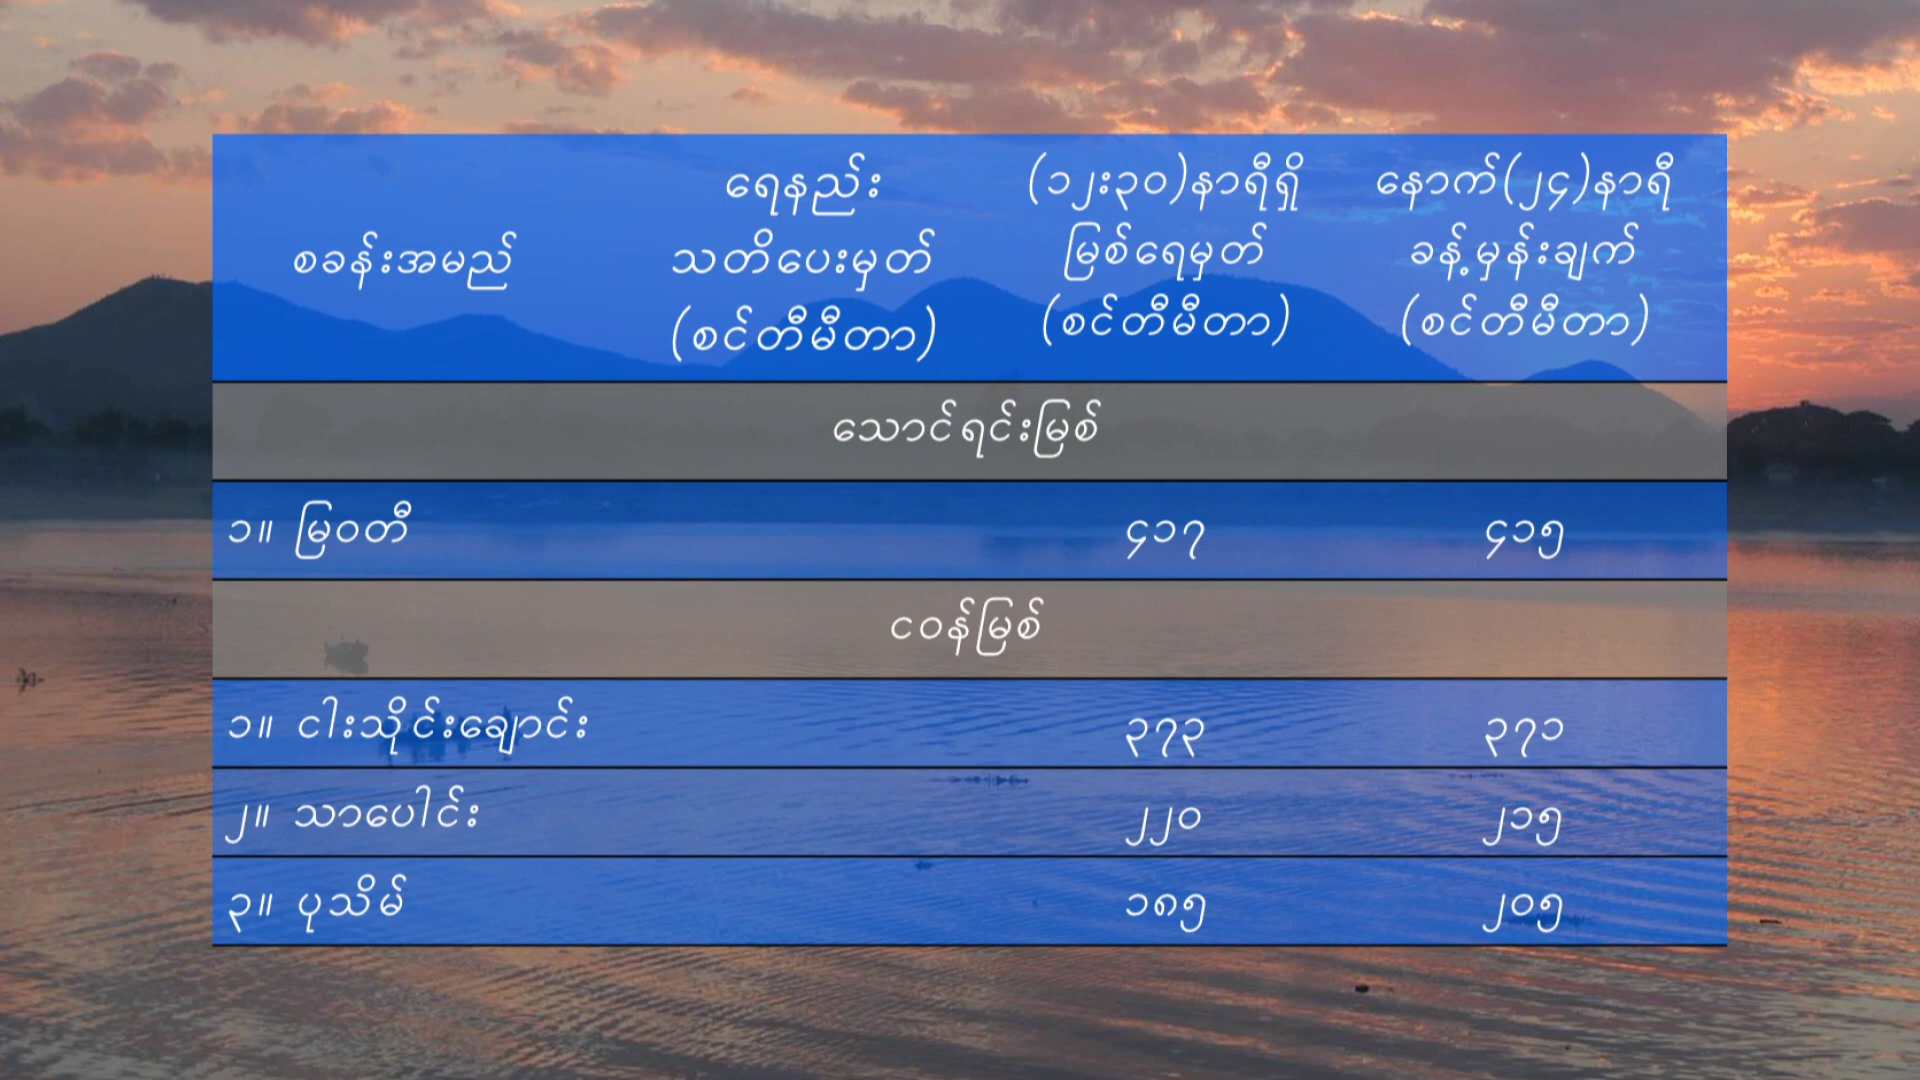 စခန်းအမည်
ရေနည်း
သတိပေးမှတ်
(စင်တီမီတာ)
(၁၂း၃၀)နာရီရှိ
မြစ်ရေမှတ်
(စင်တီမီတာ)
နောက်(၂၄)နာရီ
ခန့်မှန်းချက်
(စင်တီမီတာ)
သောင်ရင်းမြစ်
၁။ မြဝတီ ၄၁၇ ၄၁၅
ငဝန်မြစ်
၁။ ငါးသိုင်းချောင်း ၃၇၃ ၃၇၁
၂။ သာပေါင်း ၂၂၀ ၂၁၅
၃။ ပုသိမ် ၁၈၅ ၂၀၅